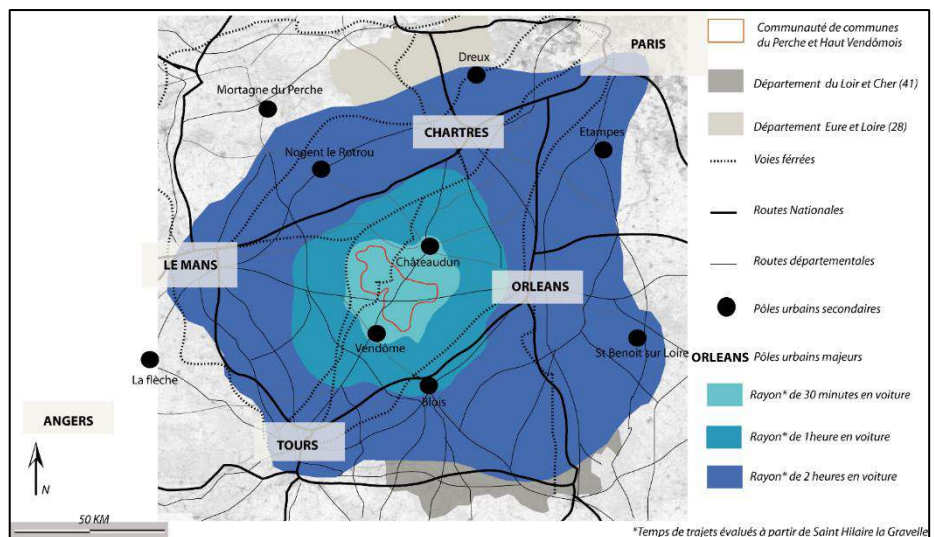 PARIS
Dreux
Mortagne du Perche
CHARTRES
Etampes
Nogent le Rotrou
Châteaudun
LE MANS
ORLEANS
Vendôme
St Benoit sur Loire
La flèche
Blois
ANGERS
TOURS
N
50 KM
Communauté de communes
du Perche et Haut Vendômois
Département du Loir et Cher (41)
Département Eure et Loire (28)
Voies férrées
Routes Nationales
Routes départementales
Pôles urbains secondaires
ORLEANS Pôles urbains majeurs
Rayon* de 30 minutes en voiture
Rayon* de 1heure en voiture
Rayon* de 2 heures en voiture
*Temps de trajets évalués à partir de Saint Hilaire la Gravelle